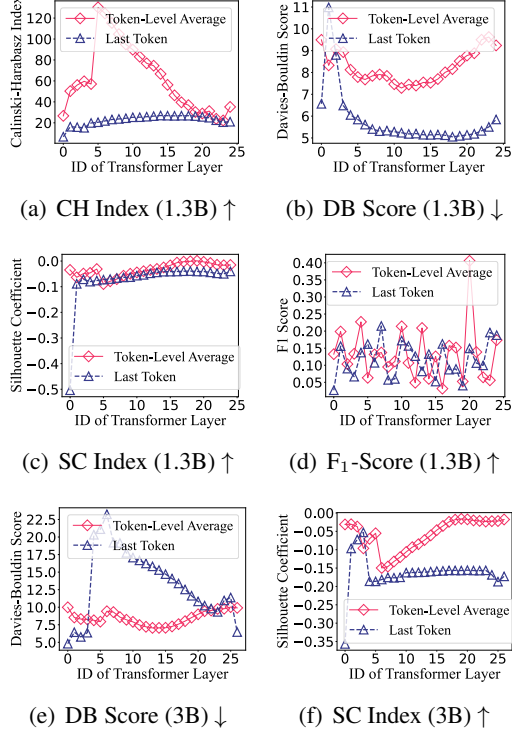 Calinski-Harabasz Index
120
100
80
60
40
20
Token-Level Average
Last Token
0 5 10 15 20 25
ID of Transformer Layer
(a) CH Index (1.3B) ↑
Davies-Bouldin Score
11
10
9
8
7
6
5
Token-Level Average
Last Token
0 5 10 15 20 25
ID of Transformer Layer
(b) DB Score (1.3B) ↓
Silhouette Coefficient
0.0
−0.1
−0.2
−0.3
−0.4
−0.5
Token-Level Average
Last Token
0 5 10 15 20 25
ID of Transformer Layer
(c) SC Index (1.3B) ↑
F1 Score
0.40
0.35
0.30
0.25
0.20
0.15
0.10
0.05
Token-Level Average
Last Token
0 5 10 15 20 25
ID of Transformer Layer
(d) F₁-Score (1.3B) ↑
Davies-Bouldin Score
22.5
20.0
17.5
15.0
12.5
10.0
7.5
5.0
Token-Level Average
Last Token
0 5 10 15 20 25
ID of Transformer Layer
(e) DB Score (3B) ↓
Silhouette Coefficient
0.00
−0.05
−0.10
−0.15
−0.20
−0.25
−0.30
−0.35
Token-Level Average
Last Token
0 5 10 15 20 25
ID of Transformer Layer
(f) SC Index (3B) ↑